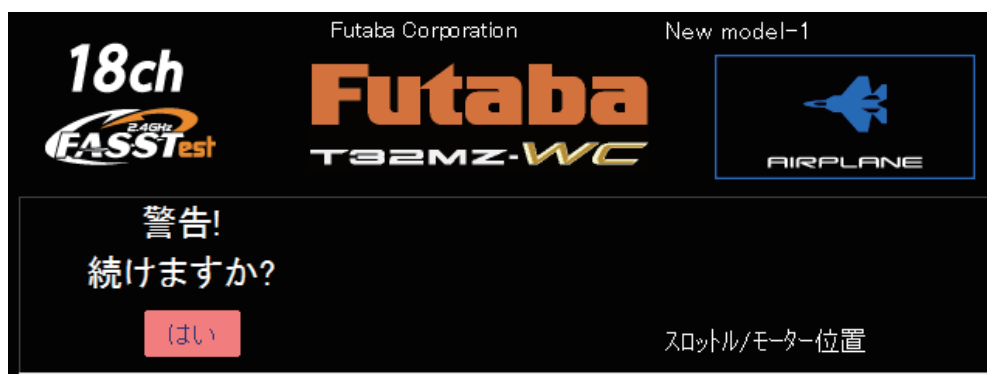 Futaba Corporation
New model-1
18ch
Futaba
2.4GHz
FASSTest
T32MZ-WC
AIRPLANE
警告!
続けますか?
はい
スロットル/モーター位置